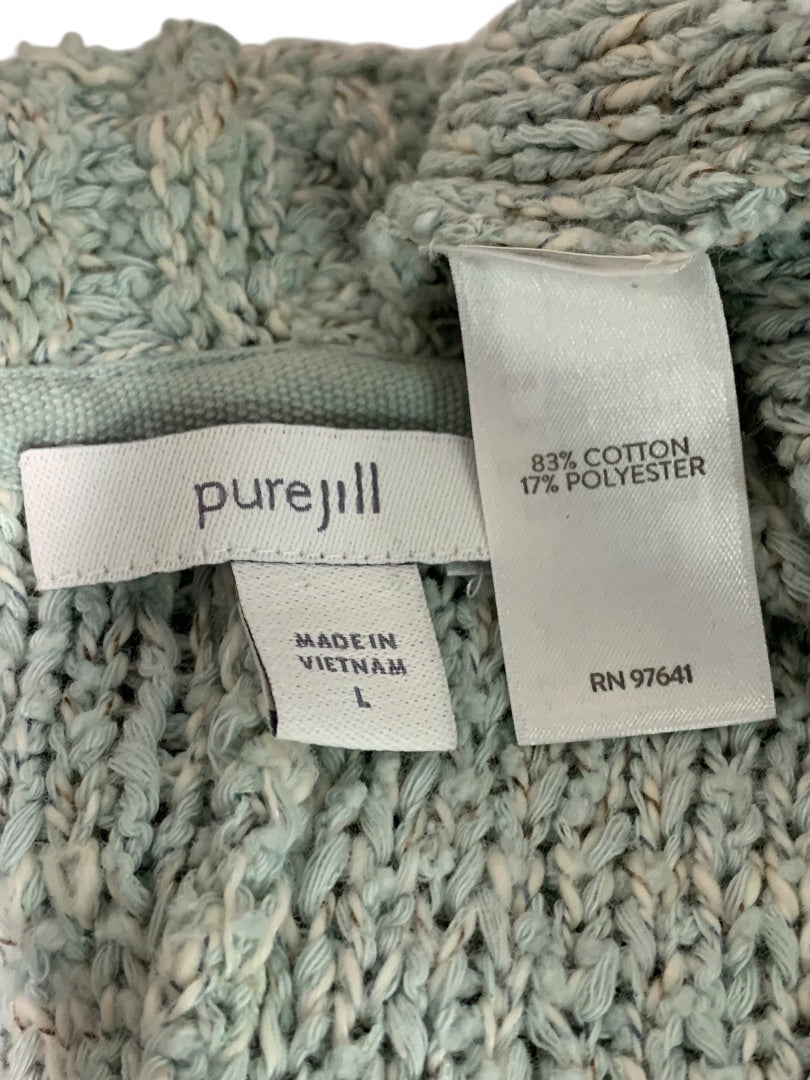 purejill
MADE IN
VIETNAM
L
83% COTTON
17% POLYESTER
RN 97641